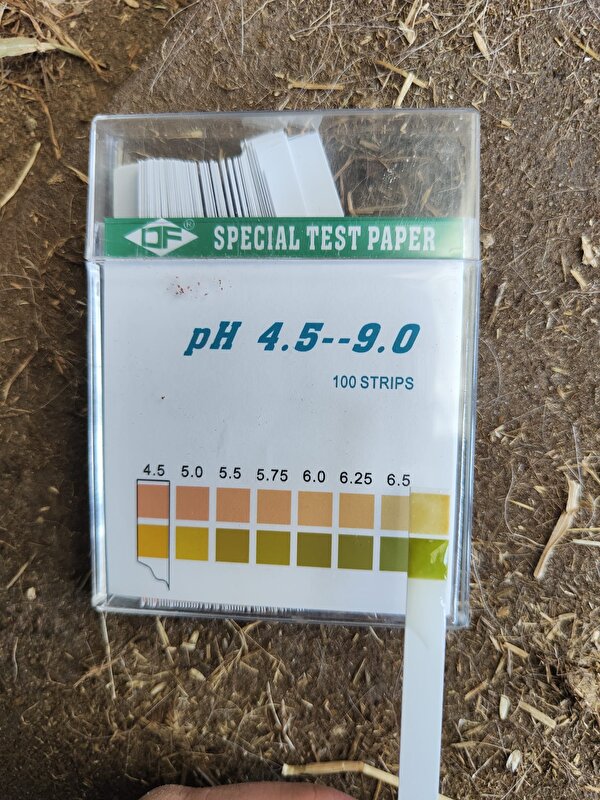 DF® SPECIAL TEST PAPER
pH 4.5--9.0
100 STRIPS
4.5 5.0 5.5 5.75 6.0 6.25 6.5